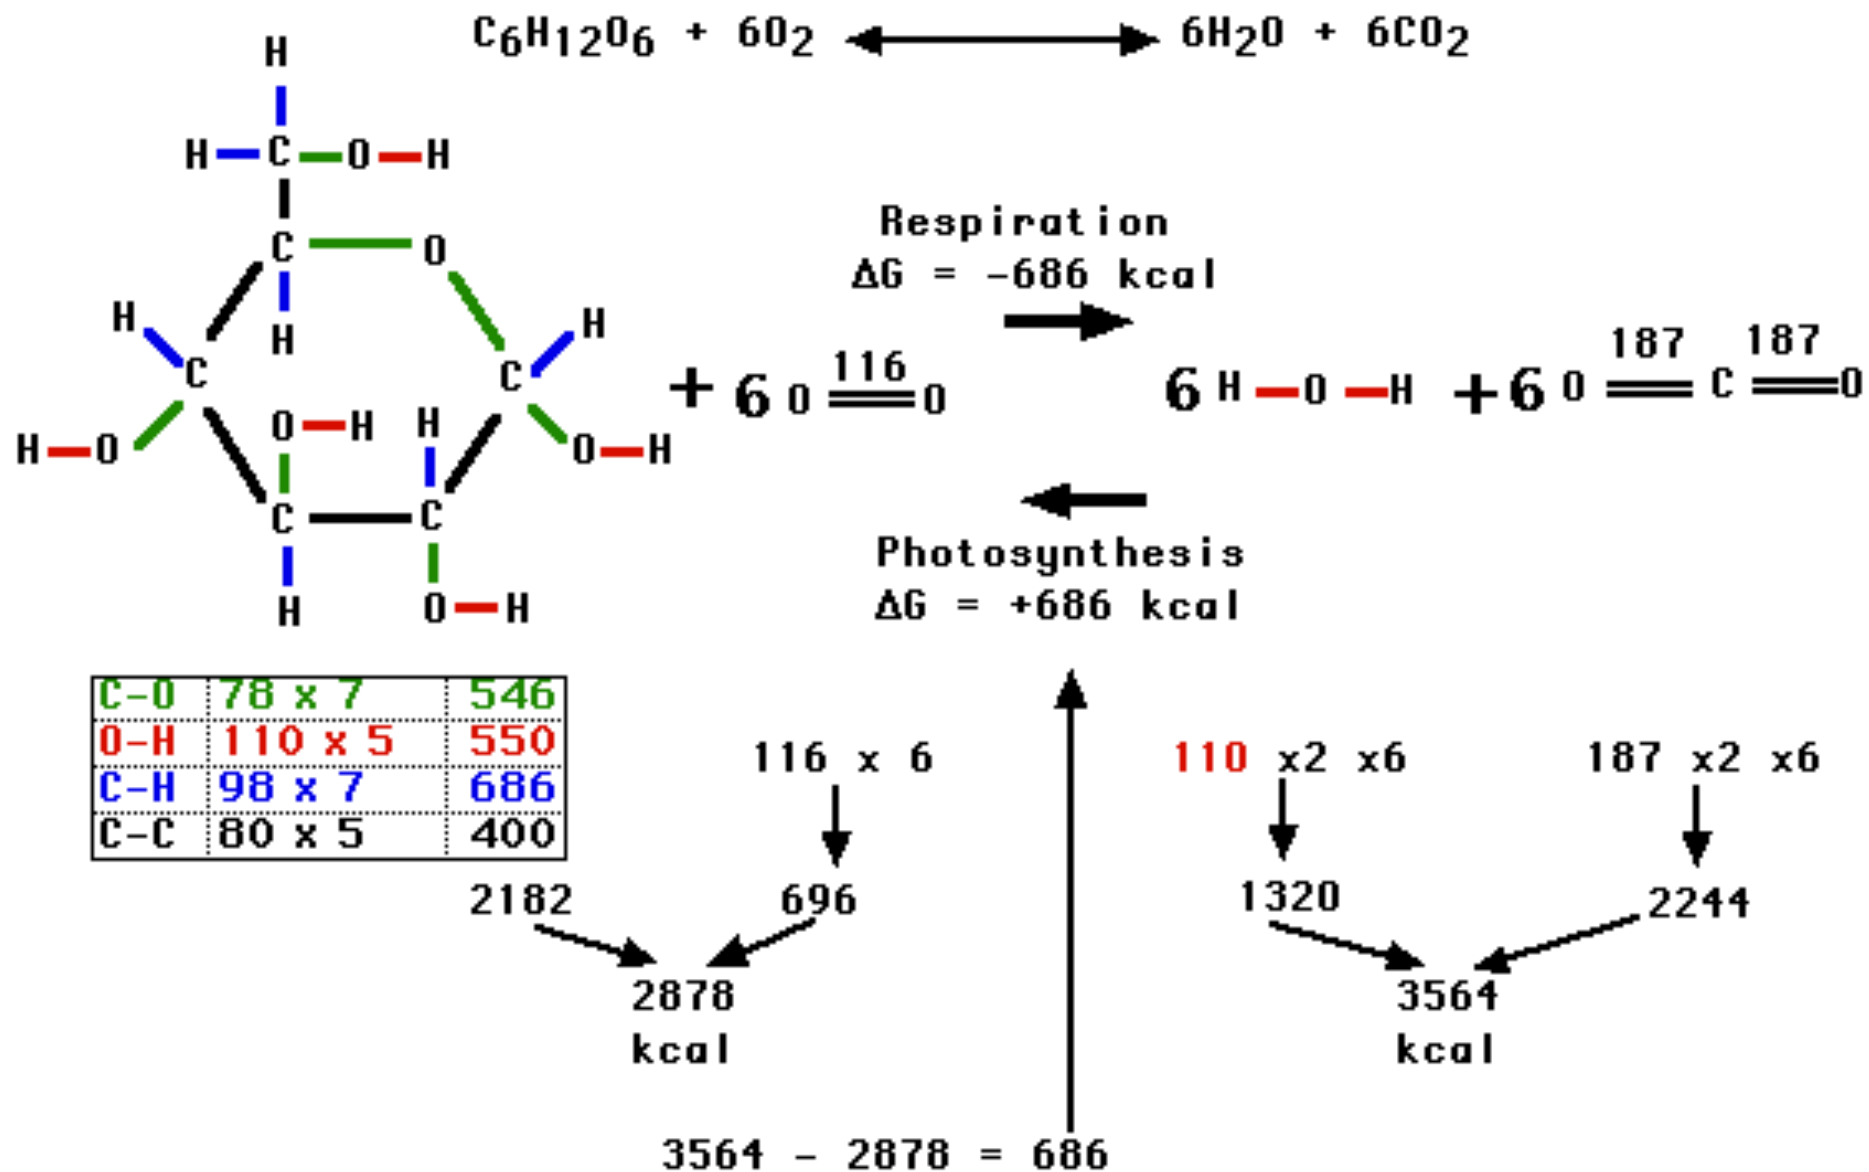 C6H12O6 + 6O2 6H2O + 6CO2
H
H C O H
C O
H
H
H
C
C
H O
O H
H
O H
C
C
H
O H
Respiration
ΔG = -686 kcal
+ 6 O 116 O
6 H O H + 6 O 187 C 187 O
Photosynthesis
ΔG = +686 kcal
C-O 78 x 7 546
O-H 110 x 5 550
C-H 98 x 7 686
C-C 80 x 5 400
116 x 6
110 x2 x6
187 x2 x6
2182
696
1320
2244
2878
kcal
3564
kcal
3564 - 2878 = 686